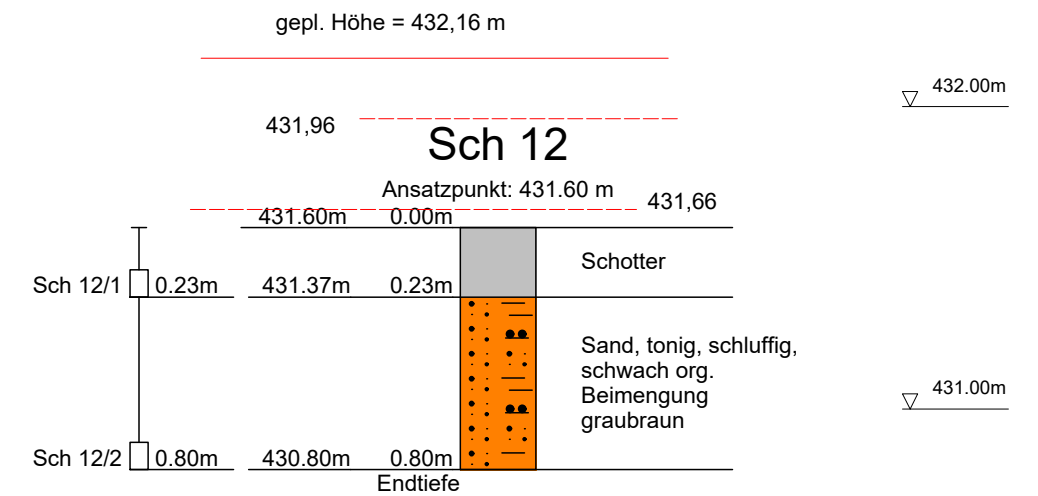 gepl. Höhe = 432,16 m
432.00m
431,96
Sch 12
Ansatzpunkt: 431.60 m
431,66
431.60m 0.00m
Schotter
Sch 12/1 0.23m 431.37m 0.23m
Sand, tonig, schluffig,
schwach org.
Beimengung
graubraun
431.00m
Sch 12/2 0.80m 430.80m 0.80m
Endtiefe